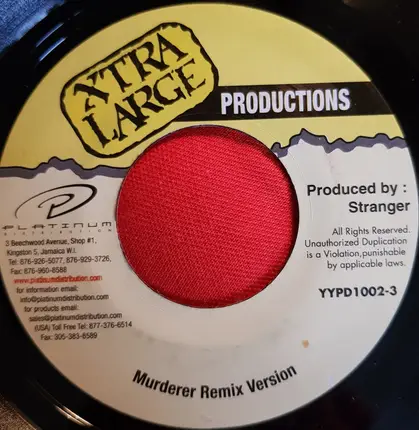 XTRA
LARGE
PRODUCTIONS
Produced by :
Stranger
All Rights Reserved.
Unauthorized Duplication
is a Violation,punishable
by applicable laws.
YYPD1002-3
PLATINUM
DISTRIBUTION
3 Beechwood Avenue, Shop #1,
Kingston 5, Jamaica W.I.
Tel: 876-926-5077, 876-929-3726,
Fax: 876-960-8588
www.platinumdistribution.com
for information email:
info@platinumdistribution.com
for products email:
sales@platinumdistribution.com
(USA) Toll Free Tel: 877-376-6514
Fax: 305-383-8589
Murderer Remix Version